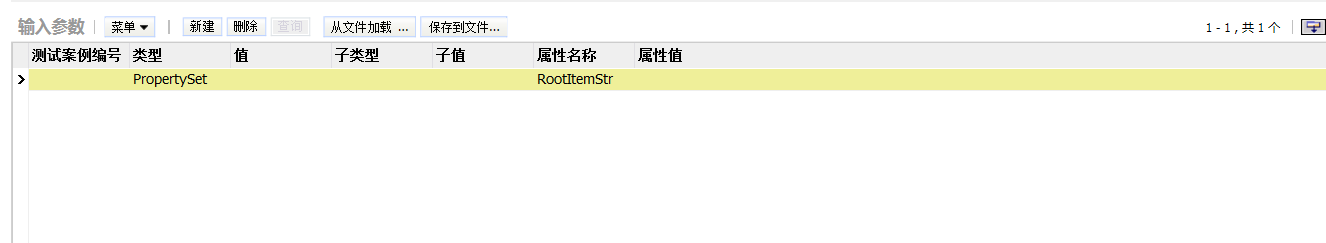 输入参数 菜单 新建 删除 查询 从文件加载 ... 保存到文件... 1 - 1 , 共 1 个
测试案例编号 类型 值 子类型 子值 属性名称 属性值
PropertySet RootItemStr